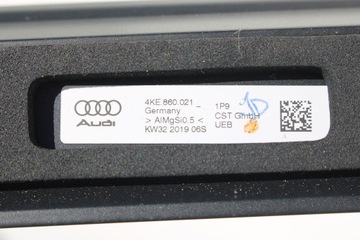 4KE.860.021 -
Germany
> AlMgSi0.5 <
KW32 2019 06S
1P9
CST GmbH
UEB
Audi